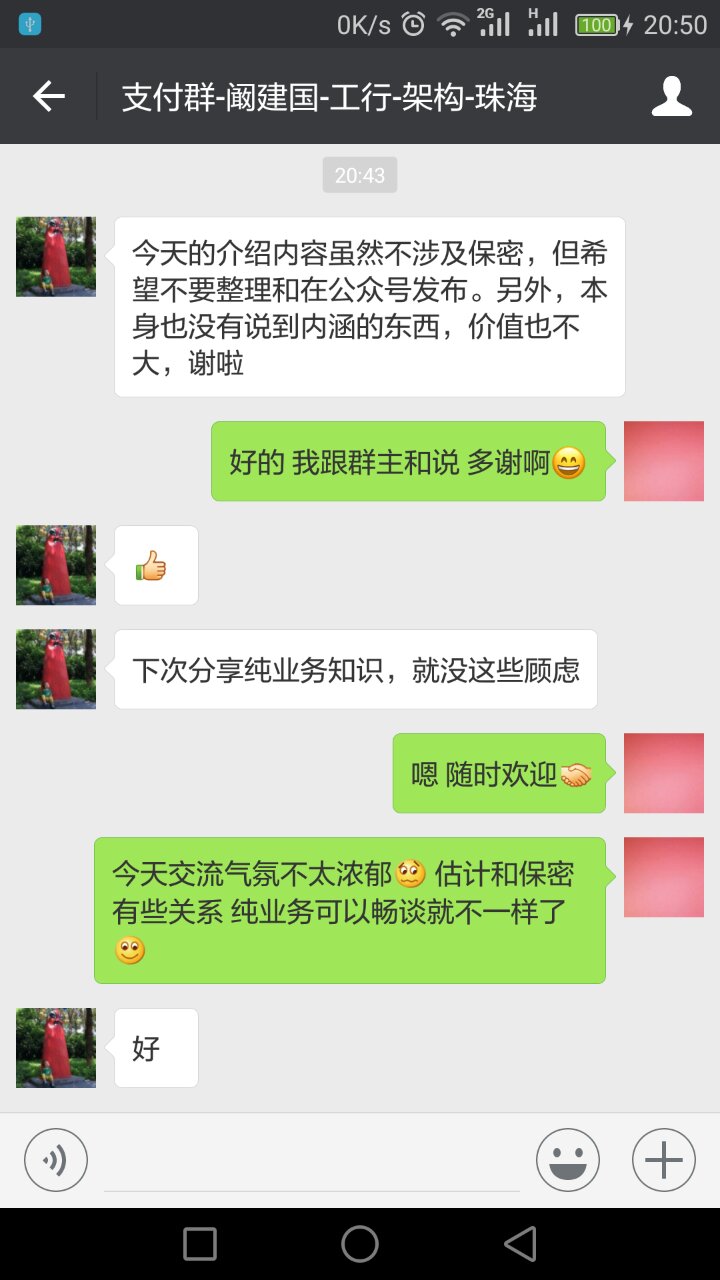 0K/s 2G H 100 20:50
支付群-阚建国-工行-架构-珠海
20:43
今天的介绍内容虽然不涉及保密，但希
望不要整理和在公众号发布。另外，本
身也没有说到内涵的东西，价值也不
大，谢啦
好的 我跟群主和说 多谢啊😄
👍
下次分享纯业务知识，就没这些顾虑
嗯 随时欢迎🤝
今天交流气氛不太浓郁😟 估计和保密
有些关系 纯业务可以畅谈就不一样了
🙂
好